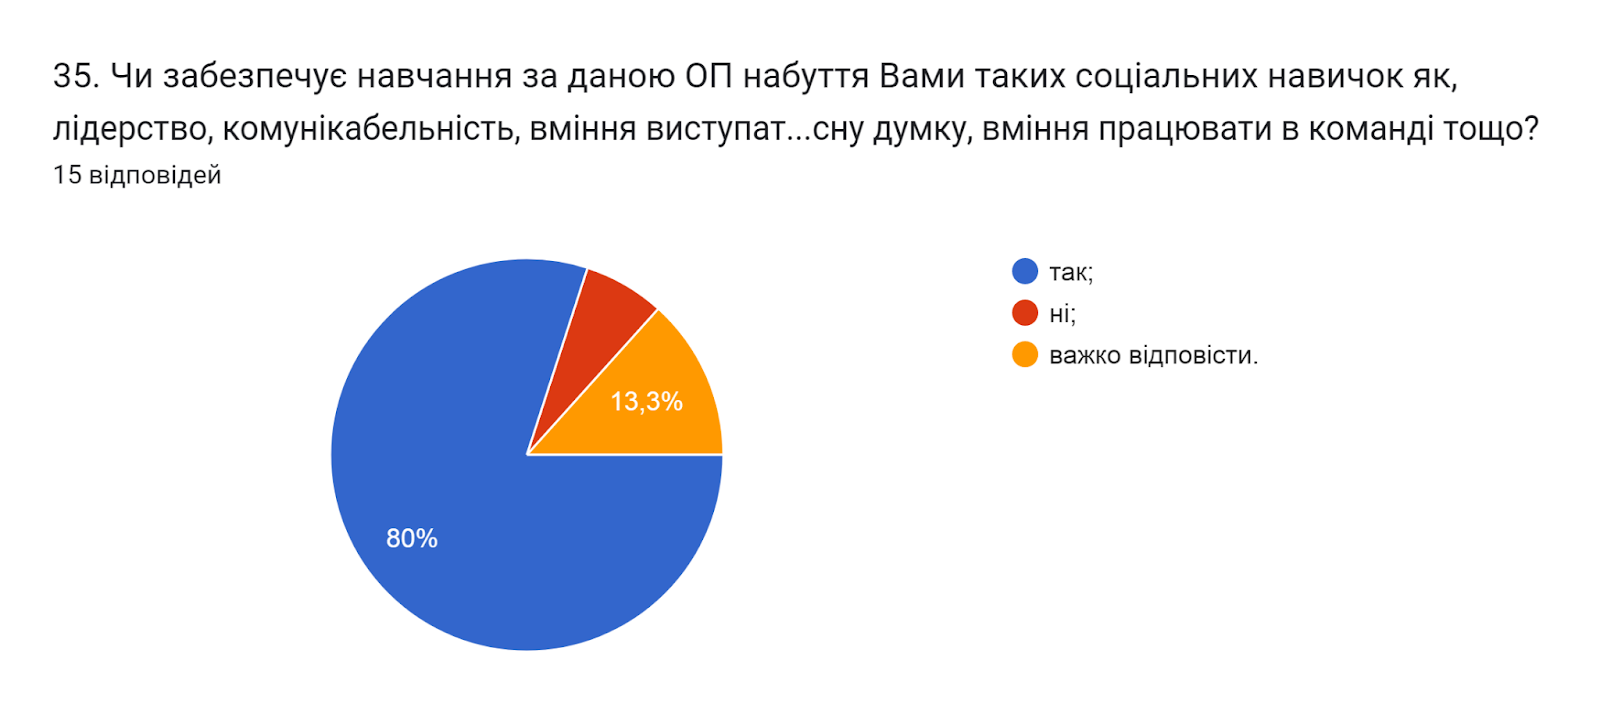 35. Чи забезпечує навчання за даною ОП набуття Вами таких соціальних навичок як,
лідерство, комунікабельність, вміння виступат...сну думку, вміння працювати в команді тощо?
15 відповідей
так;
ні;
важко відповісти.
13,3%
80%